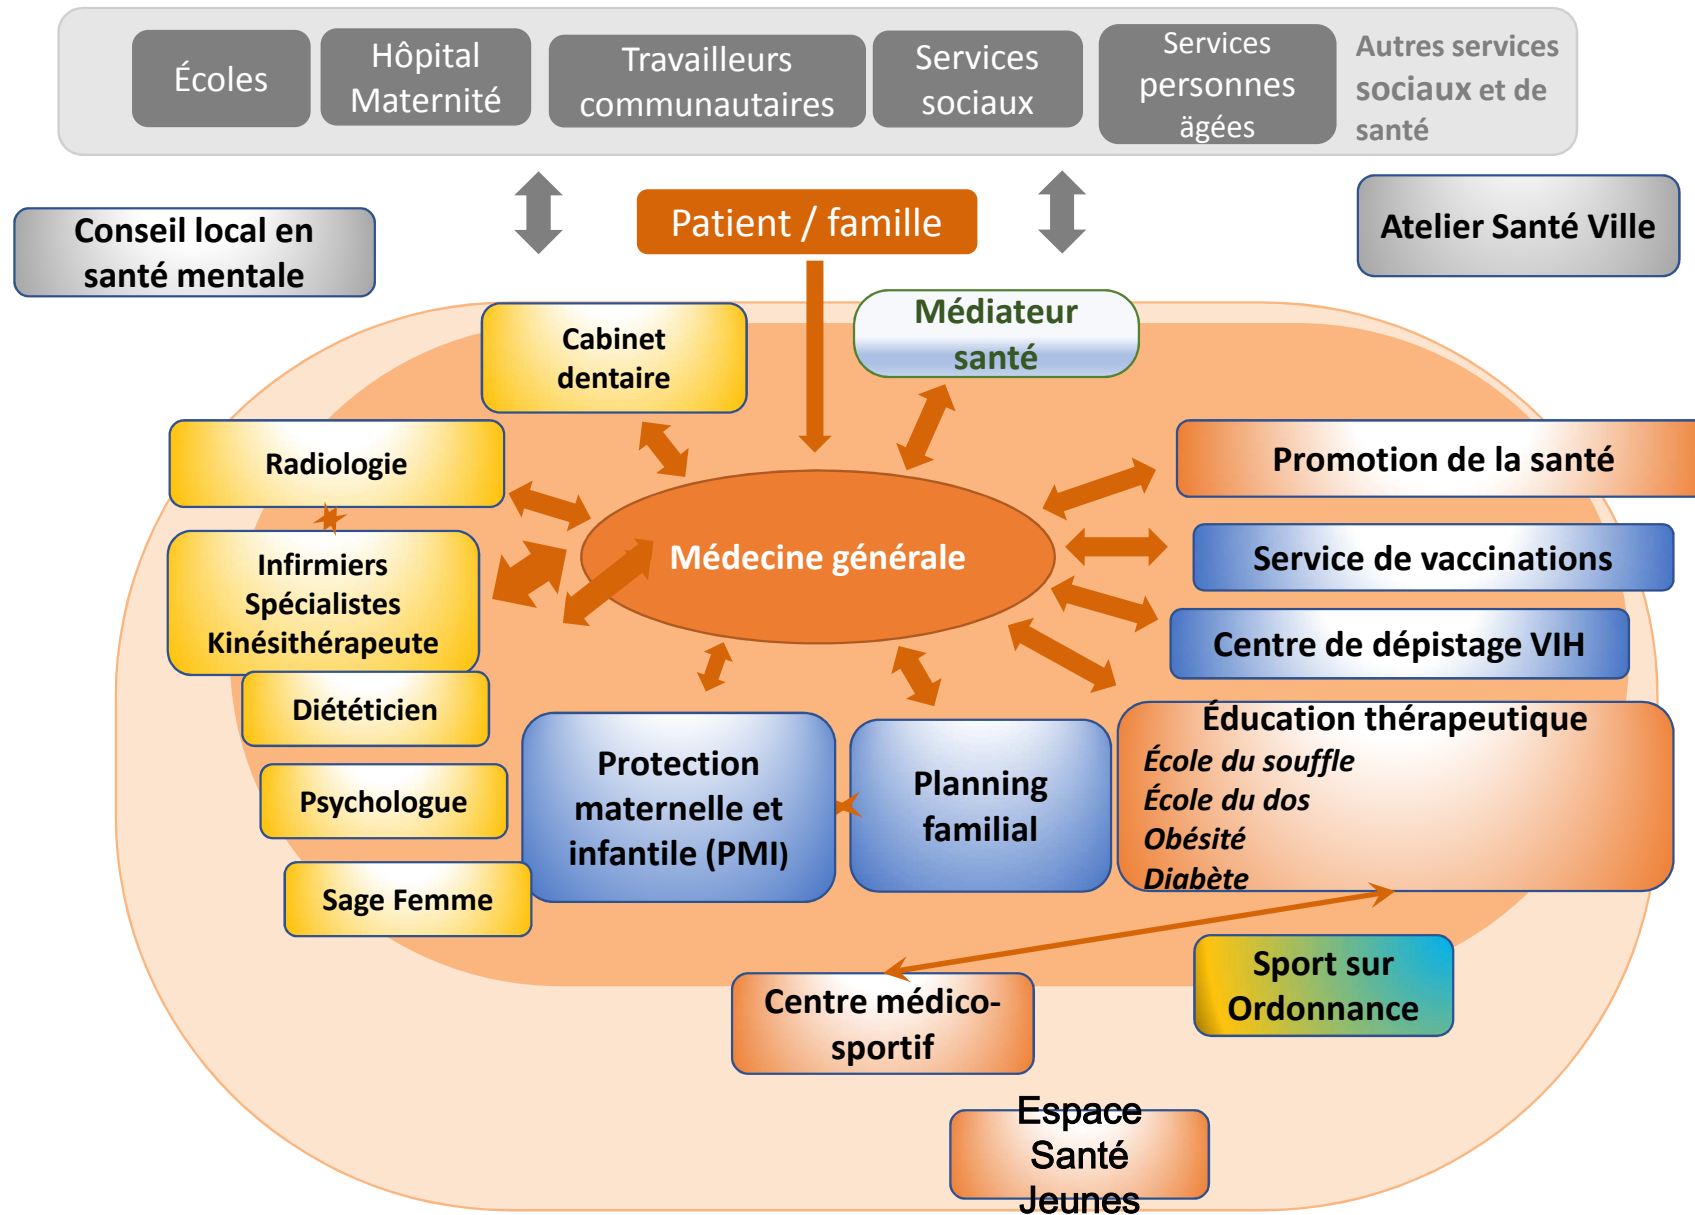 Écoles
Hôpital
Maternité
Travailleurs
communautaires
Services
sociaux
Services
personnes
ägées
Autres services
sociaux et de
santé
Patient / famille
Conseil local en
santé mentale
Atelier Santé Ville
Cabinet
dentaire
Médiateur
santé
Radiologie
Promotion de la santé
Infirmiers
Spécialistes
Kinésithérapeute
Médecine générale
Service de vaccinations
Centre de dépistage VIH
Diététicien
Psychologue
Sage Femme
Protection
maternelle et
infantile (PMI)
Planning
familial
Éducation thérapeutique
École du souffle
École du dos
Obésité
Diabète
Centre médico-
sportif
Sport sur
Ordonnance
Espace
Santé
Jeunes